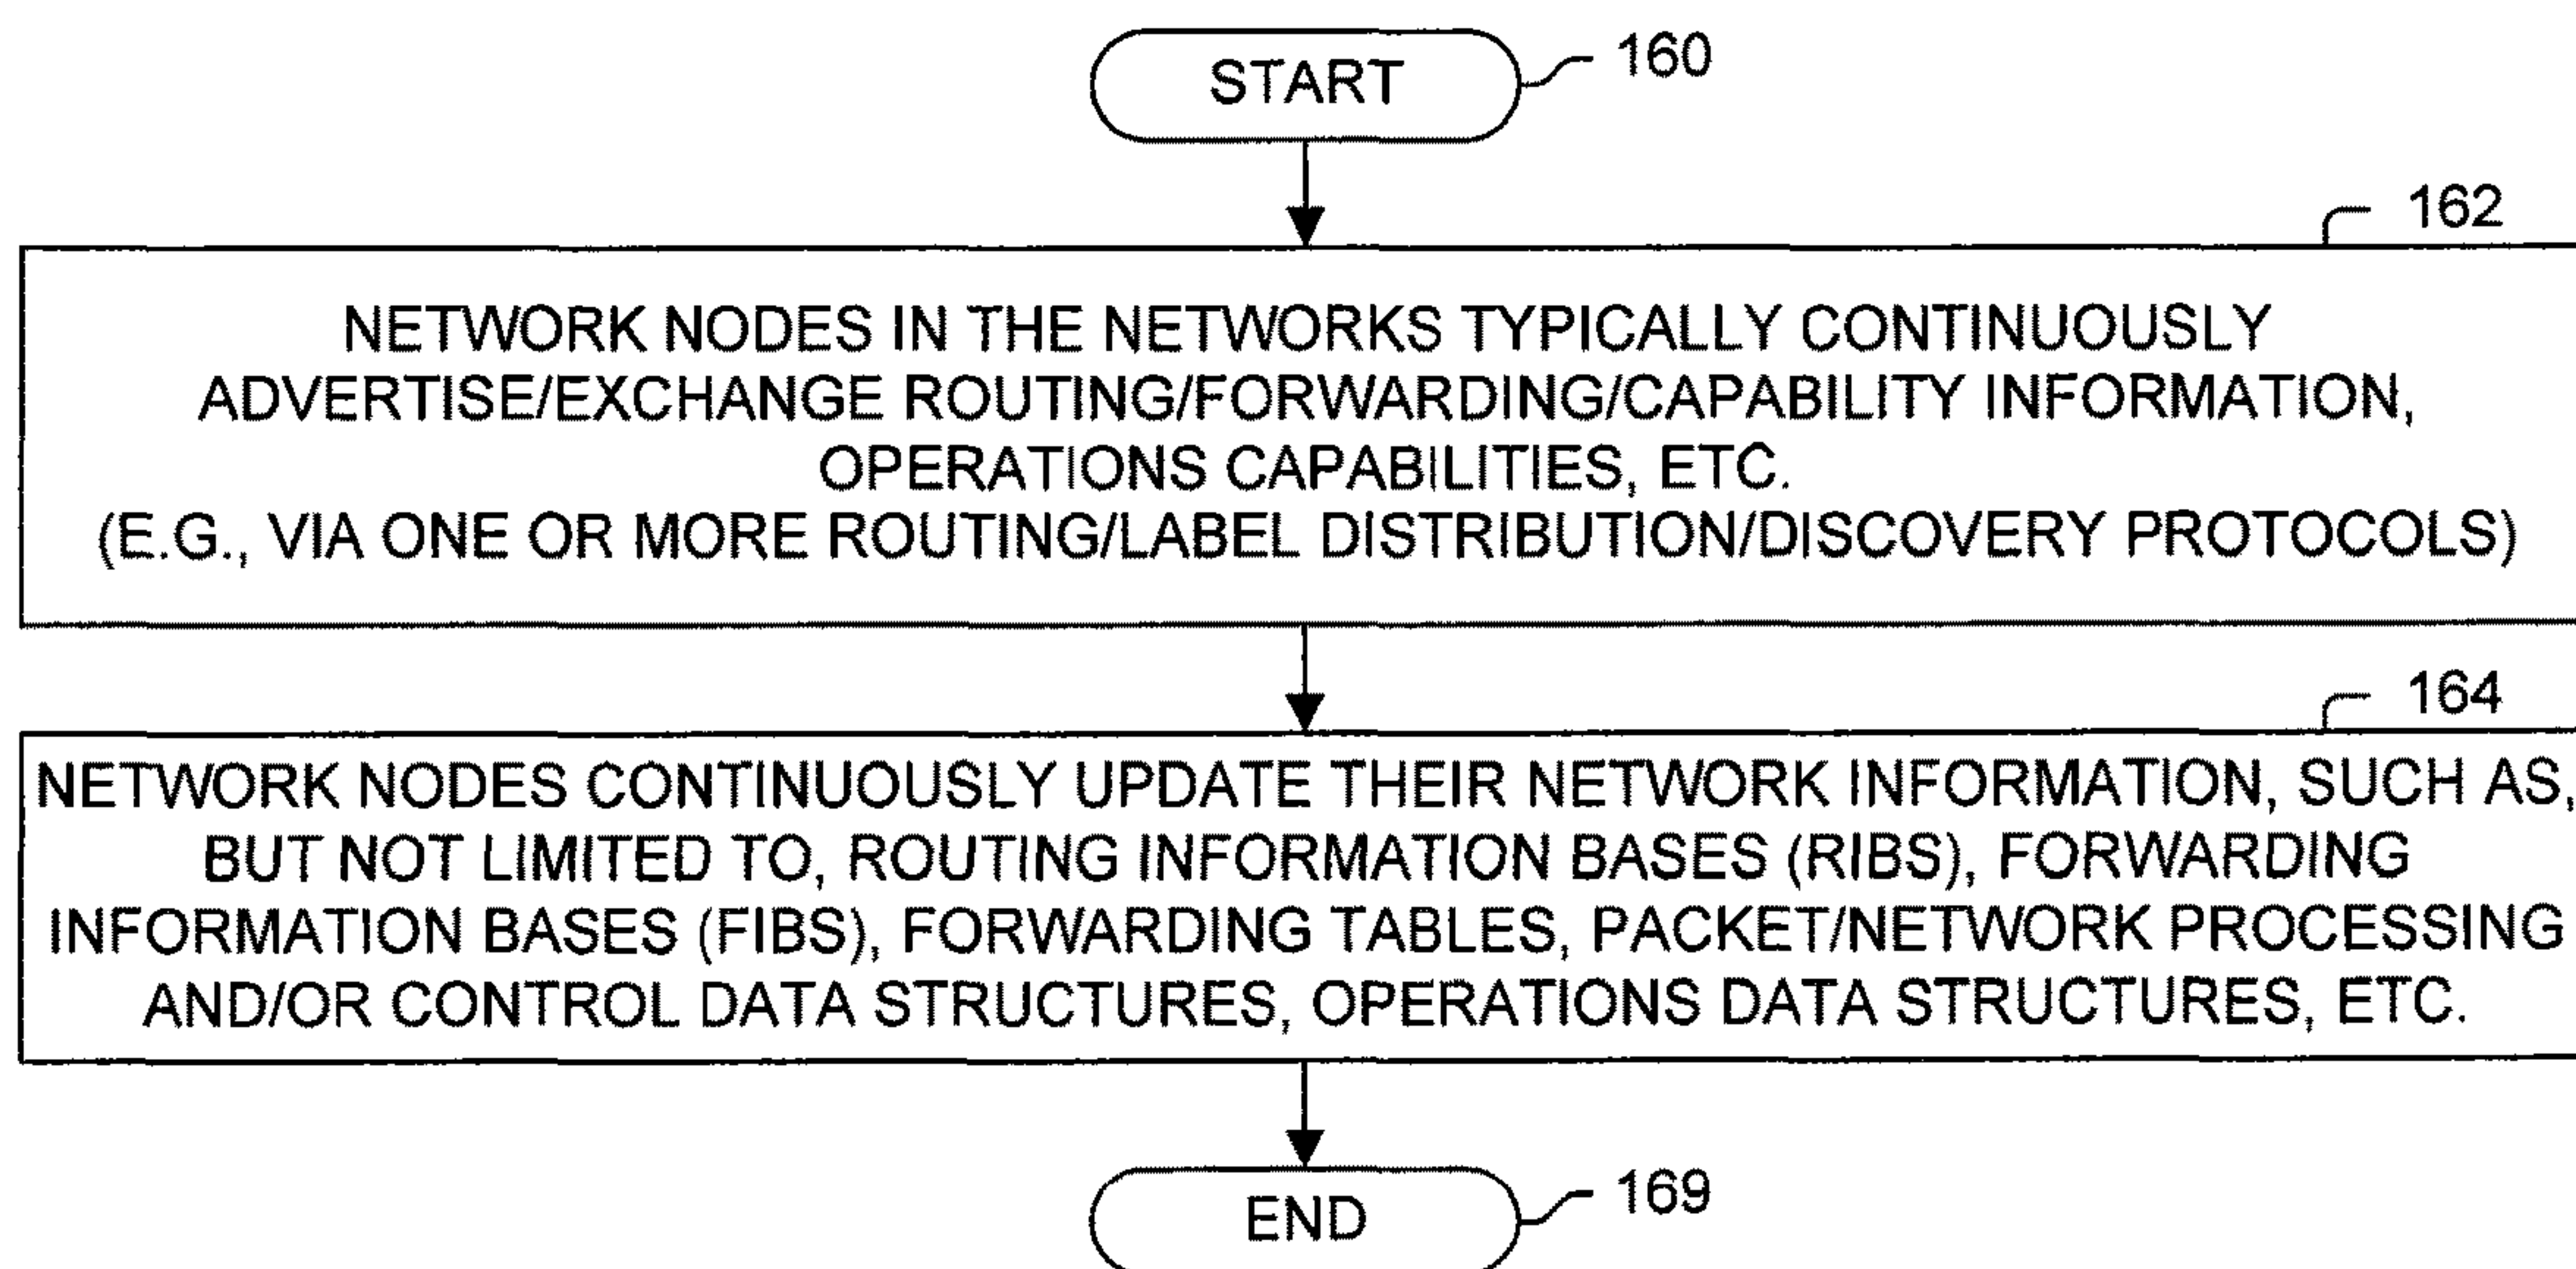 START
160
162
NETWORK NODES IN THE NETWORKS TYPICALLY CONTINUOUSLY
ADVERTISE/EXCHANGE ROUTING/FORWARDING/CAPABILITY INFORMATION,
OPERATIONS CAPABILITIES, ETC.
(E.G., VIA ONE OR MORE ROUTING/LABEL DISTRIBUTION/DISCOVERY PROTOCOLS)
164
NETWORK NODES CONTINUOUSLY UPDATE THEIR NETWORK INFORMATION, SUCH AS,
BUT NOT LIMITED TO, ROUTING INFORMATION BASES (RIBS), FORWARDING
INFORMATION BASES (FIBS), FORWARDING TABLES, PACKET/NETWORK PROCESSING
AND/OR CONTROL DATA STRUCTURES, OPERATIONS DATA STRUCTURES, ETC.
END
169